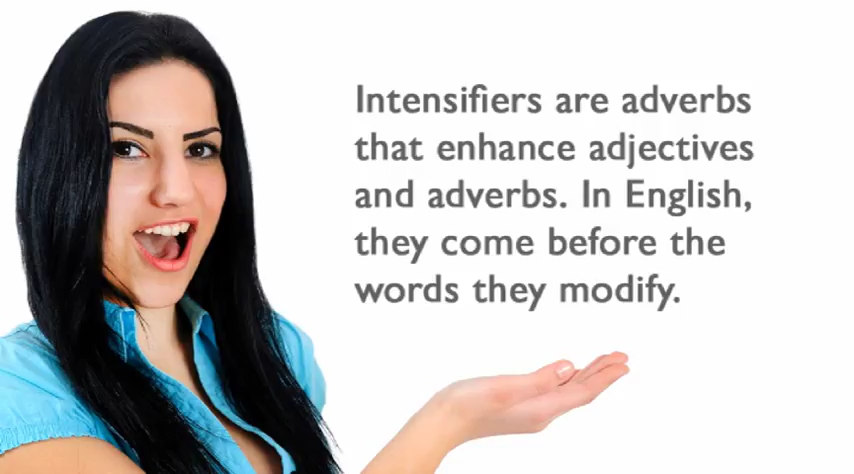 Intensifiers are adverbs
that enhance adjectives
and adverbs. In English,
they come before the
words they modify.